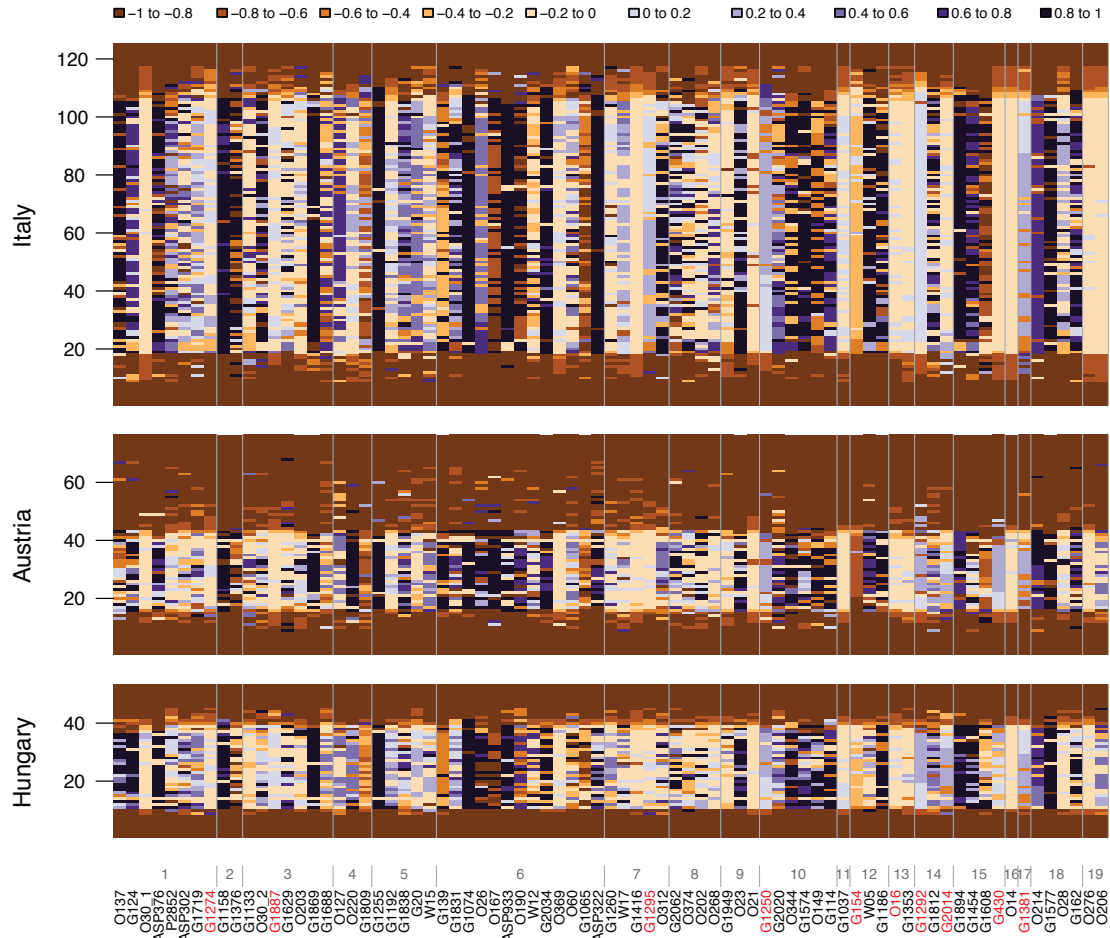 −1 to −0.8 −0.8 to −0.6 −0.6 to −0.4 −0.4 to −0.2 −0.2 to 0 0 to 0.2 0.2 to 0.4 0.4 to 0.6 0.6 to 0.8 0.8 to 1
Italy
120
100
80
60
40
20
Austria
60
40
20
Hungary
40
20
1 2 3 4 5 6 7 8 9 10 11 12 13 14 15 16 17 18 19
O137
G124
O30_1
ASP376
P2852
ASP302
G17119
G1274
G1158
G1376
G1133
O30_2
G1887
G1629
O203
G1869
G1688
O127
O220
G1809
G1285
G1192
G1838
G20
W15
G139
G1831
G1074
O26
O167
ASP933
O190
W12
G2034
O369
O60
G1065
ASP322
G1260
W17
G1416
G1295
O312
G2062
O374
O202
O298
G1949
O23
O21
G1250
G2020
O344
G1574
O149
G114
G1037
G154
W05
G1186
O16
G1353
G1292
G1812
G2014
G1894
G1454
G1608
G430
O14
G1381
O214
G1577
O28
G162
O276
O206